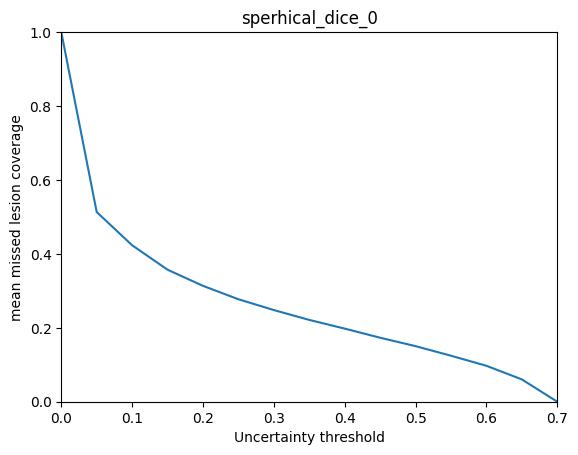 sperhical_dice_0
1.0
0.8
0.6
0.4
0.2
0.0
mean missed lesion coverage
0.0 0.1 0.2 0.3 0.4 0.5 0.6 0.7
Uncertainty threshold